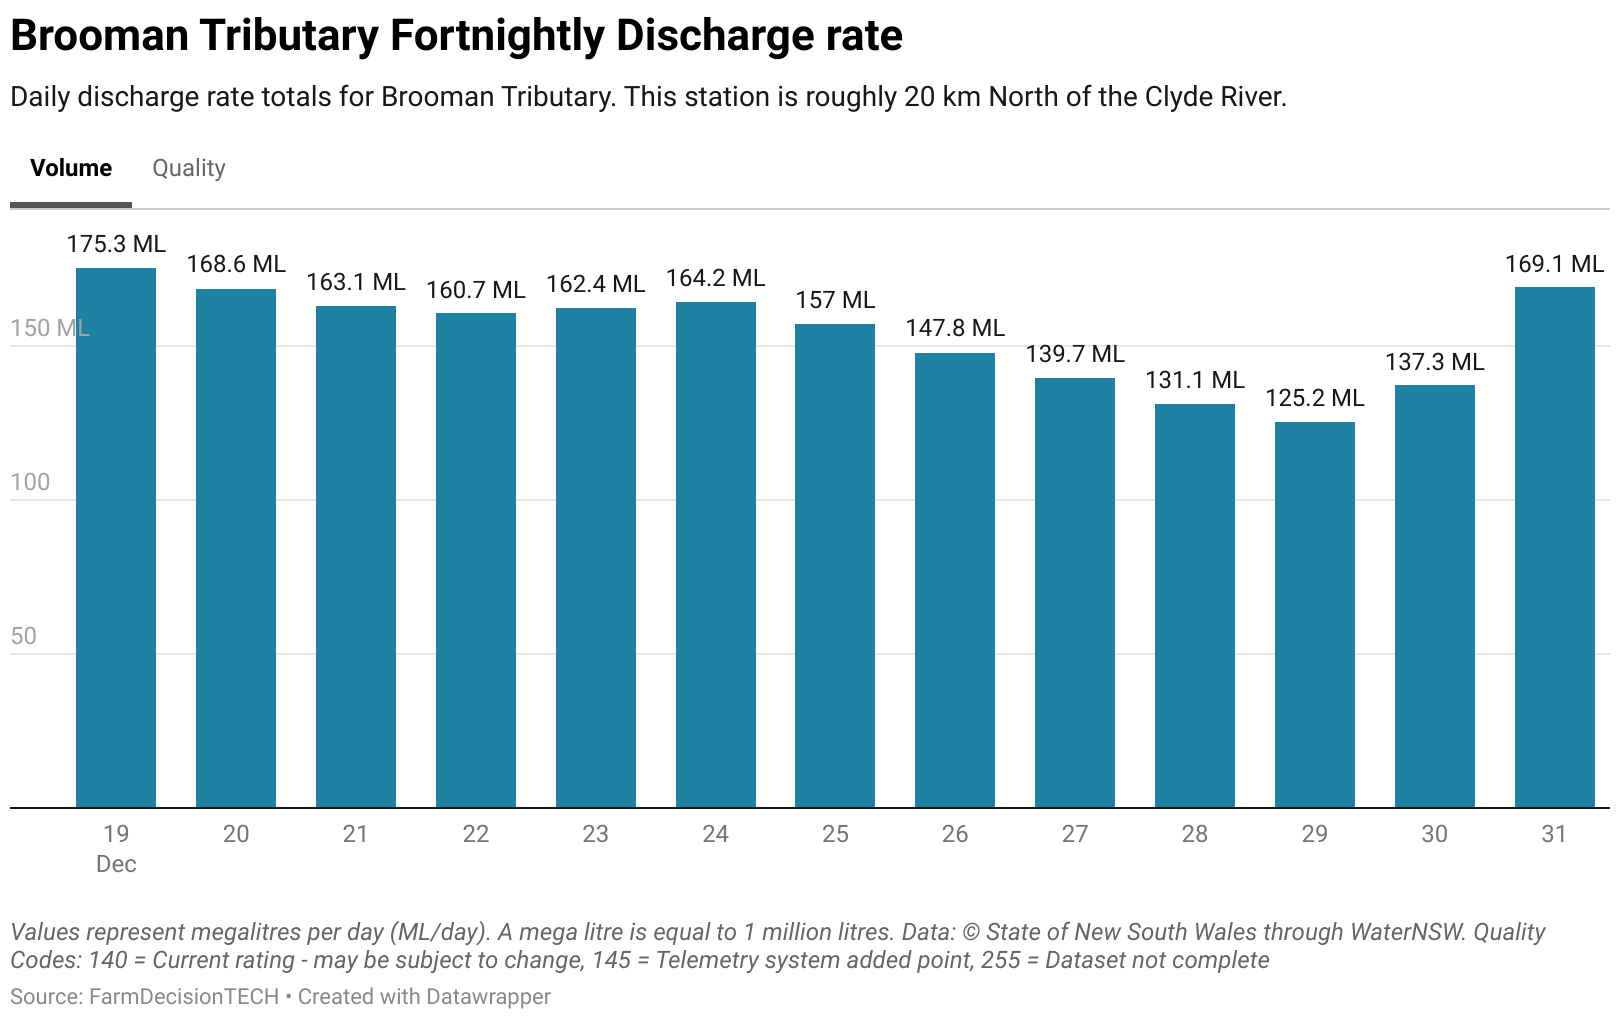 Brooman Tributary Fortnightly Discharge rate
Daily discharge rate totals for Brooman Tributary. This station is roughly 20 km North of the Clyde River.
Volume Quality
175.3 ML 168.6 ML 163.1 ML 160.7 ML 162.4 ML 164.2 ML 157 ML 147.8 ML 139.7 ML 131.1 ML 125.2 ML 137.3 ML 169.1 ML
150 ML
100
50
19 20 21 22 23 24 25 26 27 28 29 30 31
Dec
Values represent megalitres per day (ML/day). A mega litre is equal to 1 million litres. Data: © State of New South Wales through WaterNSW. Quality
Codes: 140 = Current rating - may be subject to change, 145 = Telemetry system added point, 255 = Dataset not complete
Source: FarmDecisionTECH • Created with Datawrapper